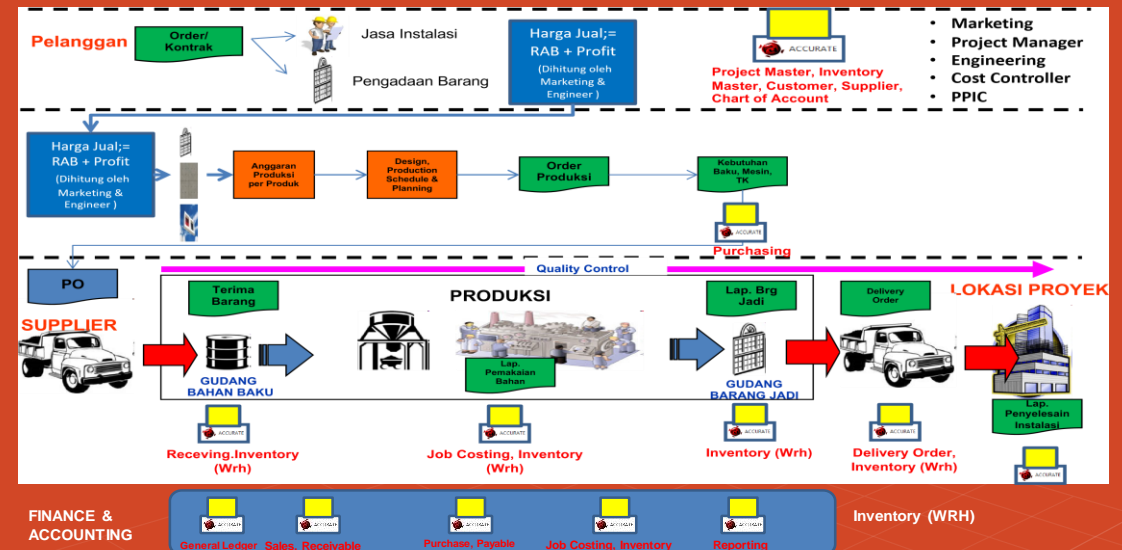 Pelanggan
Order/
Kontrak
Jasa Instalasi
Pengadaan Barang
Harga Jual;=
RAB + Profit
(Dihitung oleh
Marketing &
Engineer )
ACCURATE
Project Master, Inventory
Master, Customer, Supplier,
Chart of Account
• Marketing
• Project Manager
• Engineering
• Cost Controller
• PPIC
Harga Jual;=
RAB + Profit
(Dihitung oleh
Marketing &
Engineer )
Anggaran
Produksi
per Produk
Design,
Production
Schedule &
Planning
Order
Produksi
Kebutuhan
Baku, Mesin,
TK
ACCURATE
Purchasing
PO
Quality Control
SUPPLIER
Terima
Barang
GUDANG
BAHAN BAKU
PRODUKSI
Lap.
Pemakaian
Bahan
Lap. Brg
Jadi
GUDANG
BARANG JADI
Delivery
Order
LOKASI PROYEK
Lap.
Penyelesain
Instalasi
ACCURATE
Receving.Inventory
(Wrh)
ACCURATE
Job Costing, Inventory
(Wrh)
ACCURATE
Inventory (Wrh)
ACCURATE
Delivery Order,
Inventory (Wrh)
ACCURATE
FINANCE &
ACCOUNTING
ACCURATE
General Ledger
ACCURATE
Sales, Receivable
ACCURATE
Purchase, Payable
ACCURATE
Job Costing, Inventory
ACCURATE
Reporting
Inventory (WRH)